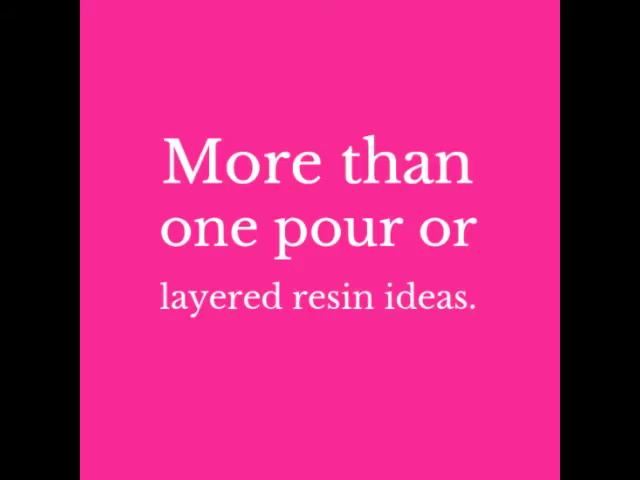 More than
one pour or
layered resin ideas.